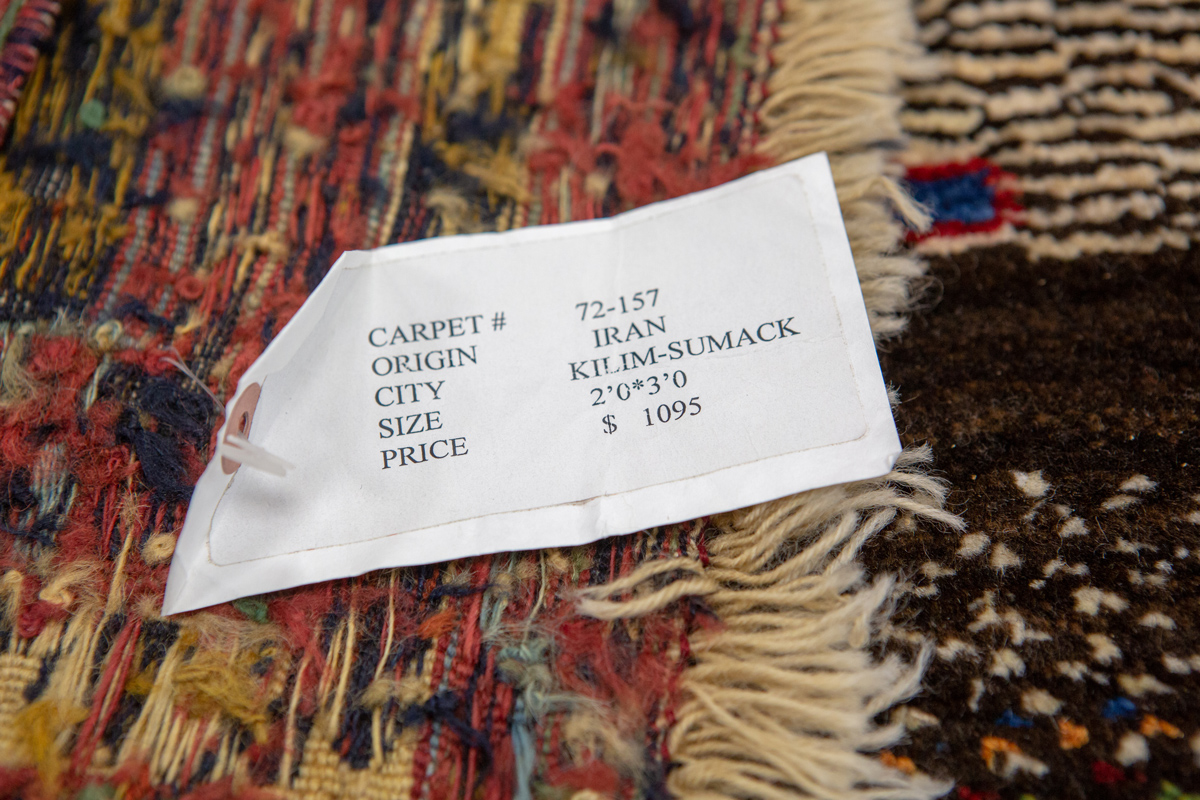 CARPET # 72-157
ORIGIN IRAN
CITY KILIM-SUMACK
SIZE 2'0*3'0
PRICE $ 1095